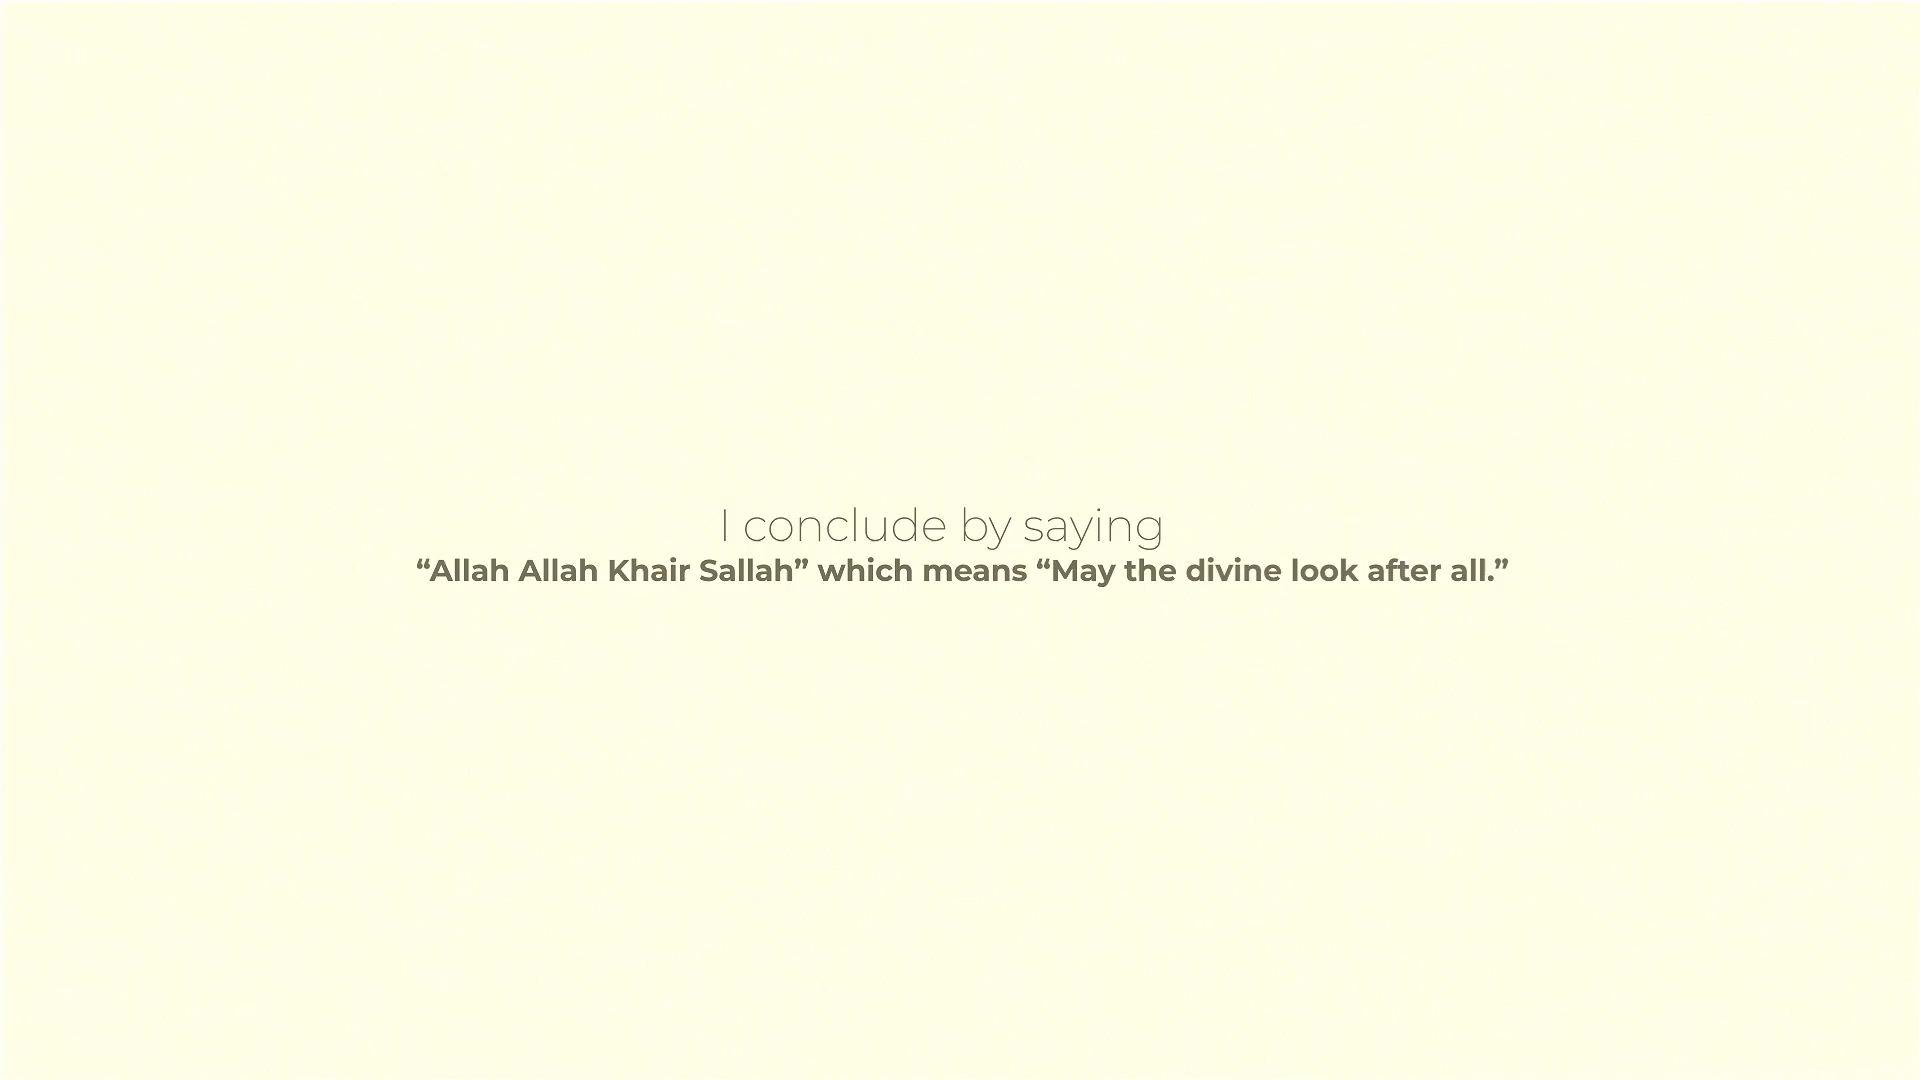 I conclude by saying
“Allah Allah Khair Sallah” which means “May the divine look after all.”